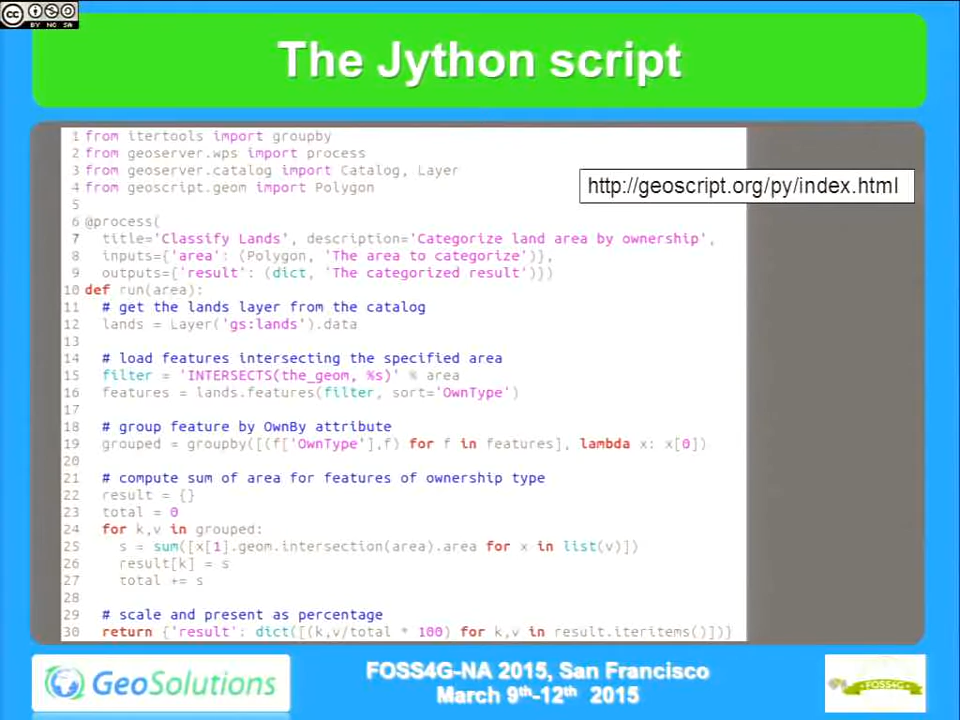 BY NC SA
The Jython script
http://geoscript.org/py/index.html
1 from itertools import groupby
2 from geoserver.wps import process
3 from geoserver.catalog import Catalog, Layer
4 from geoscript.geom import Polygon
5
6 @process(
7 title='Classify Lands', description='Categorize land area by ownership',
8 inputs={'area': (Polygon, 'The area to categorize')},
9 outputs={'result': (dict, 'The categorized result')})
10 def run(area):
11 # get the lands layer from the catalog
12 lands = Layer('gs:lands').data
13
14 # load features intersecting the specified area
15 filter = 'INTERSECTS(the_geom, %s)' % area
16 features = lands.features(filter, sort='OwnType')
17
18 # group feature by OwnBy attribute
19 grouped = groupby([(f['OwnType'],f) for f in features], lambda x: x[0])
20
21 # compute sum of area for features of ownership type
22 result = {}
23 total = 0
24 for k,v in grouped:
25 s = sum([x[1].geom.intersection(area).area for x in list(v)])
26 result[k] = s
27 total += s
28
29 # scale and present as percentage
30 return {'result': dict([(k,v/total * 100) for k,v in result.iteritems()])}
GeoSolutions
FOSS4G-NA 2015, San Francisco
March 9th-12th 2015
FOSS4G